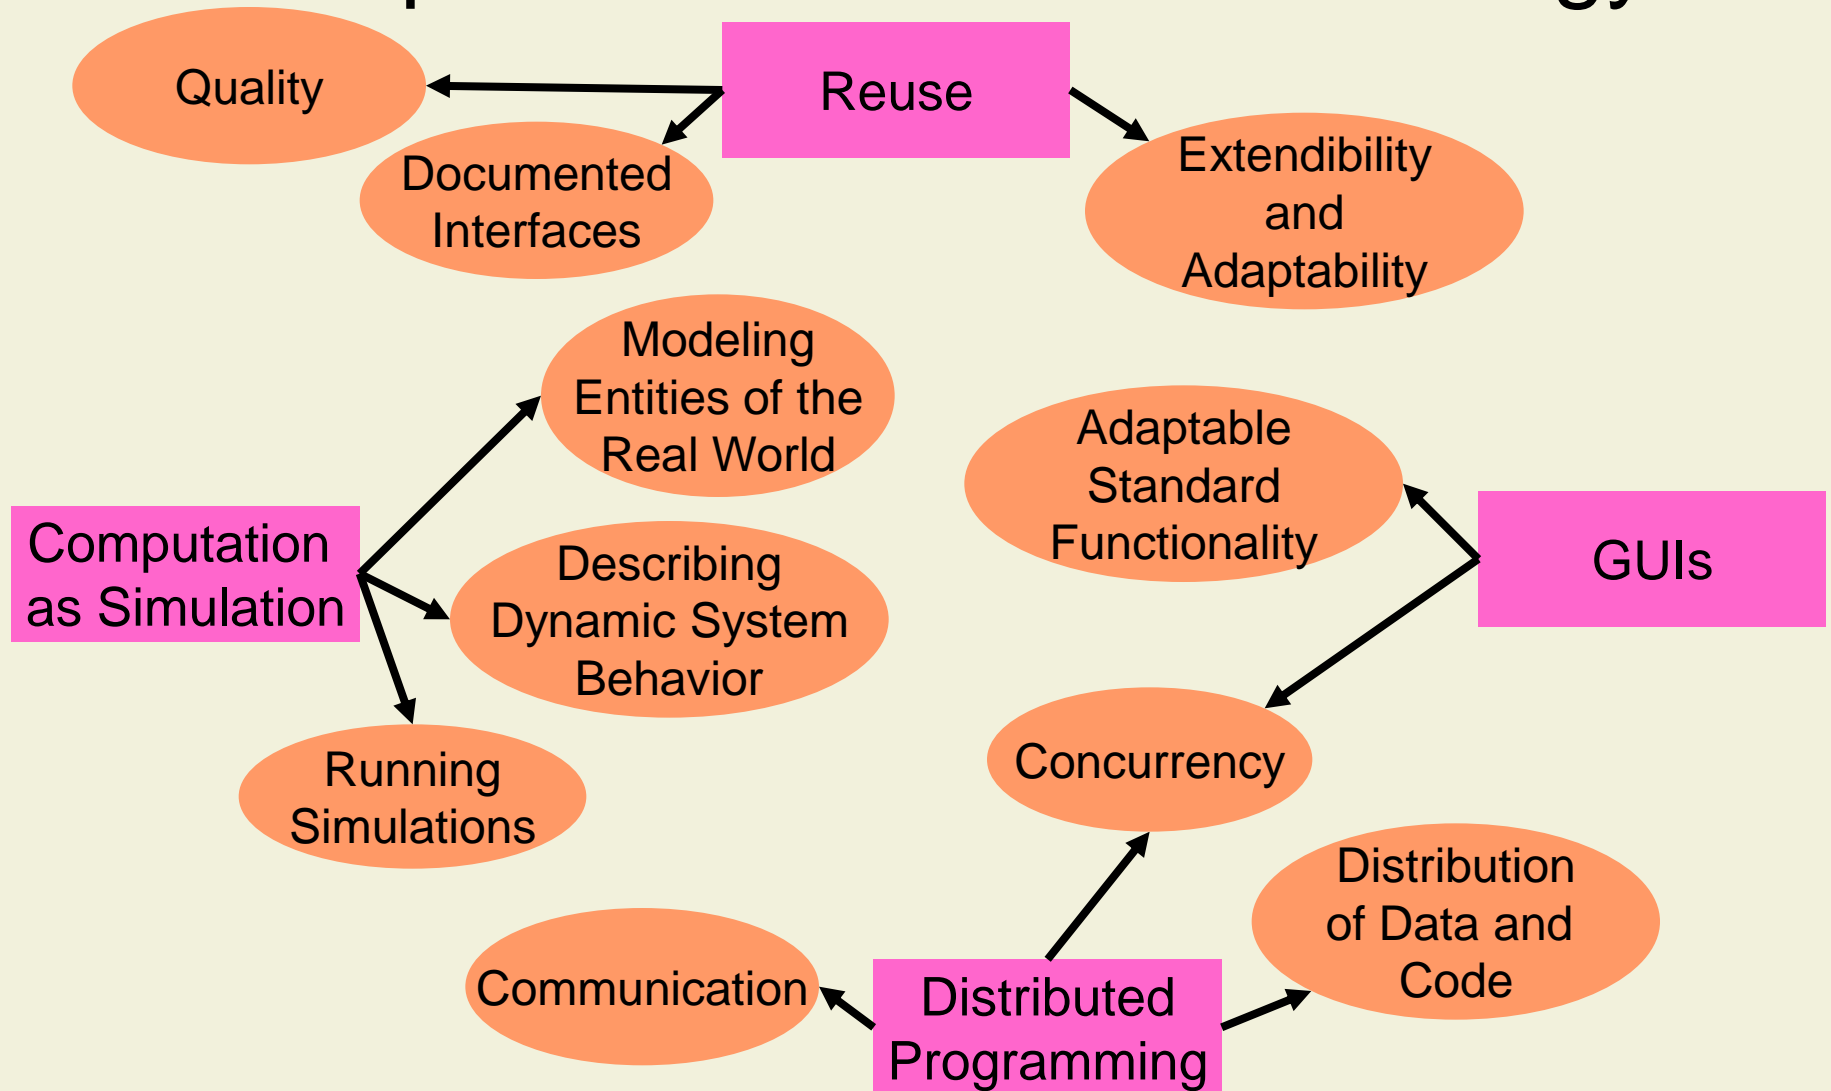 Quality
Reuse
Documented
Interfaces
Extendibility
and
Adaptability
Modeling
Entities of the
Real World
Adaptable
Standard
Functionality
Computation
as Simulation
Describing
Dynamic System
Behavior
GUIs
Running
Simulations
Concurrency
Distribution
of Data and
Code
Communication
Distributed
Programming